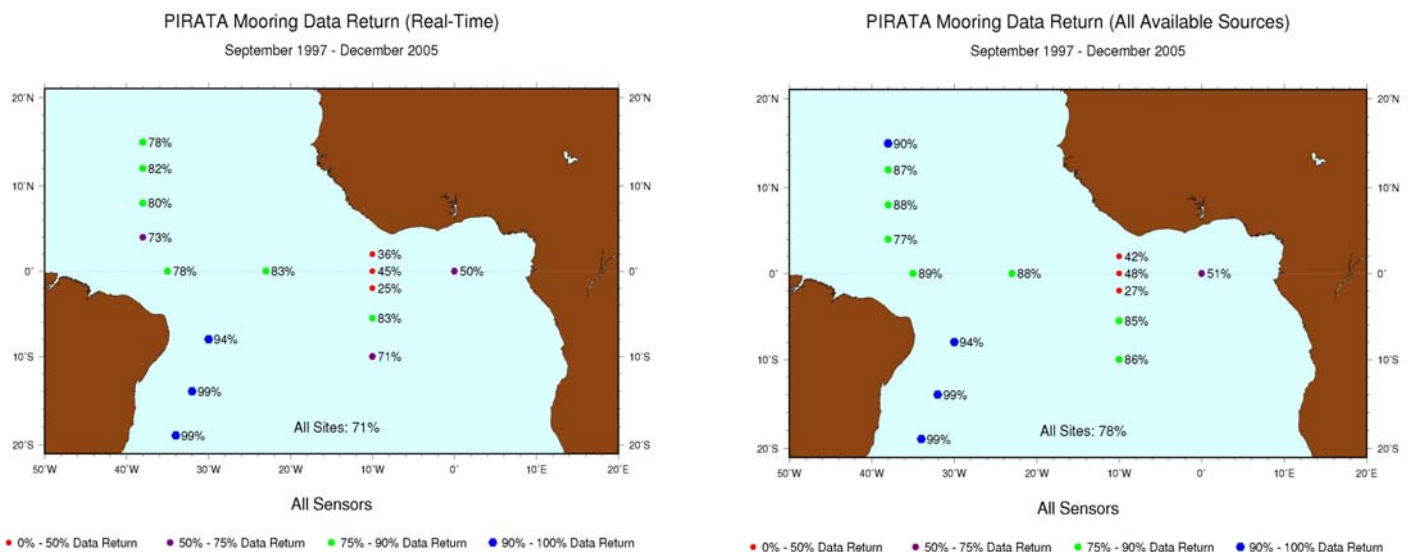 PIRATA Mooring Data Return (Real-Time)
September 1997 - December 2005
20˚N
20˚N
78%
82%
10˚N
10˚N
80%
73%
36%
0˚
78%
83%
45%
50%
0˚
25%
83%
94%
10˚S
71%
10˚S
99%
All Sites: 71%
99%
20˚S
20˚S
50˚W
40˚W
30˚W
20˚W
10˚W
0˚
10˚E
20˚E
All Sensors
0% - 50% Data Return
50% - 75% Data Return
75% - 90% Data Return
90% - 100% Data Return
PIRATA Mooring Data Return (All Available Sources)
September 1997 - December 2005
20˚N
20˚N
90%
87%
10˚N
10˚N
88%
77%
42%
0˚
89%
88%
48%
51%
0˚
27%
85%
94%
10˚S
86%
10˚S
99%
All Sites: 78%
99%
20˚S
20˚S
50˚W
40˚W
30˚W
20˚W
10˚W
0˚
10˚E
20˚E
All Sensors
0% - 50% Data Return
50% - 75% Data Return
75% - 90% Data Return
90% - 100% Data Return